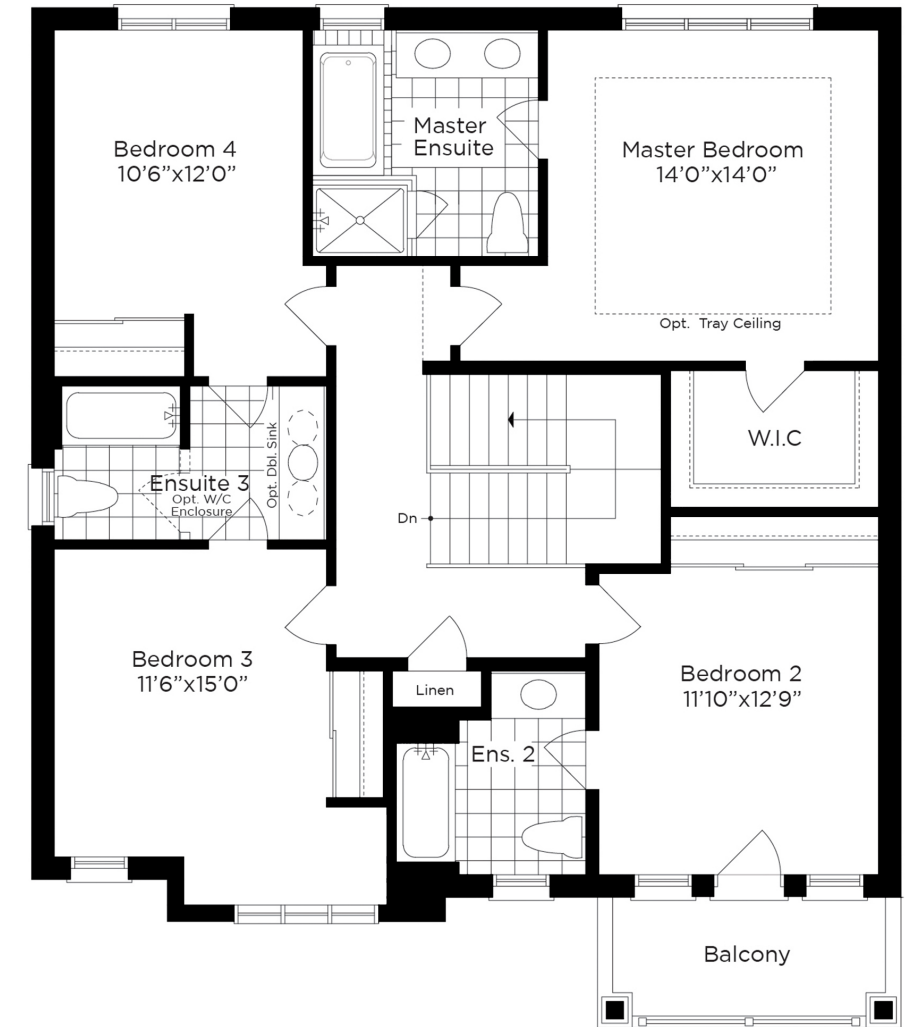 Bedroom 4
10'6"x12'0"
Master
Ensuite
Master Bedroom
14'0"x14'0"
Opt. Tray Ceiling
W.I.C
Ensuite 3
Opt. W/C
Enclosure
Opt. Dbl. Sink
Dn
Bedroom 3
11'6"x15'0"
Linen
Ens. 2
Bedroom 2
11'10"x12'9"
Balcony